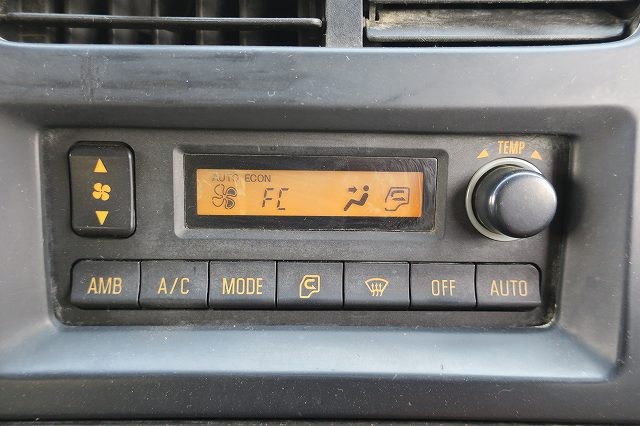 TEMP
AUTO ECON
FC
AMB A/C MODE OFF AUTO